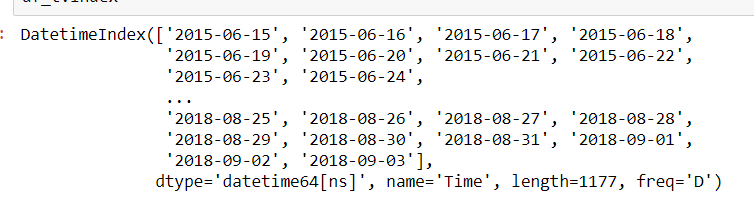 : DatetimeIndex(['2015-06-15', '2015-06-16', '2015-06-17', '2015-06-18',
'2015-06-19', '2015-06-20', '2015-06-21', '2015-06-22',
'2015-06-23', '2015-06-24',
...
'2018-08-25', '2018-08-26', '2018-08-27', '2018-08-28',
'2018-08-29', '2018-08-30', '2018-08-31', '2018-09-01',
'2018-09-02', '2018-09-03'],
dtype='datetime64[ns]', name='Time', length=1177, freq='D')